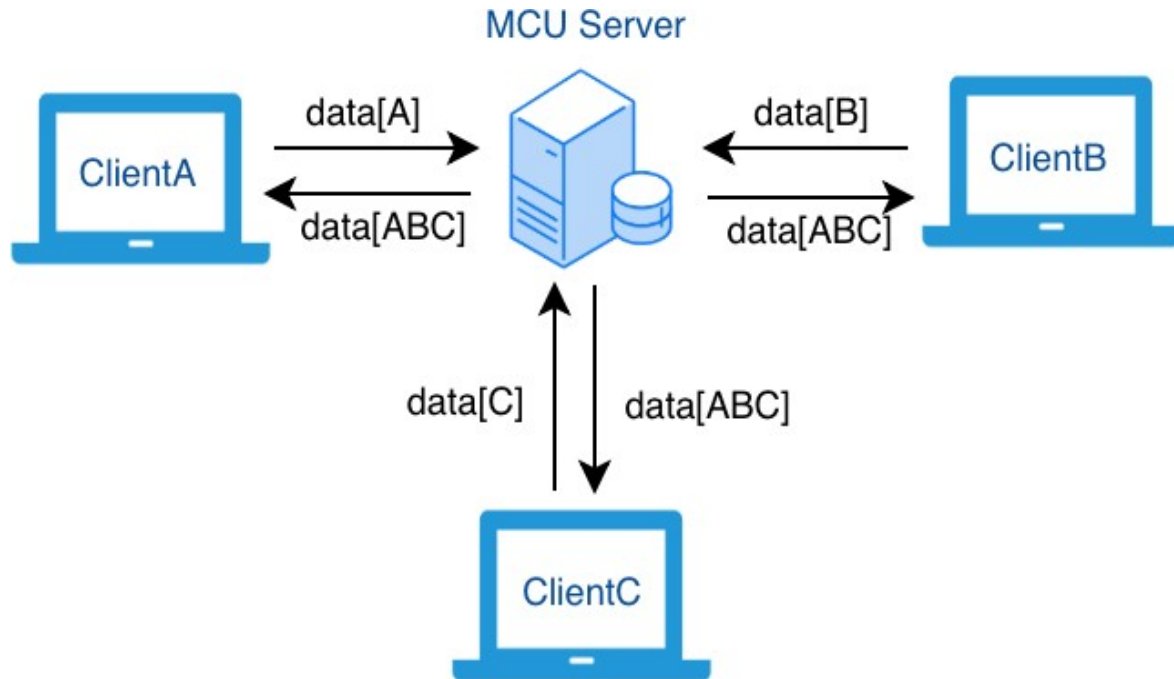 MCU Server
data[A]
data[B]
ClientA
ClientB
data[ABC]
data[ABC]
data[C]
data[ABC]
ClientC